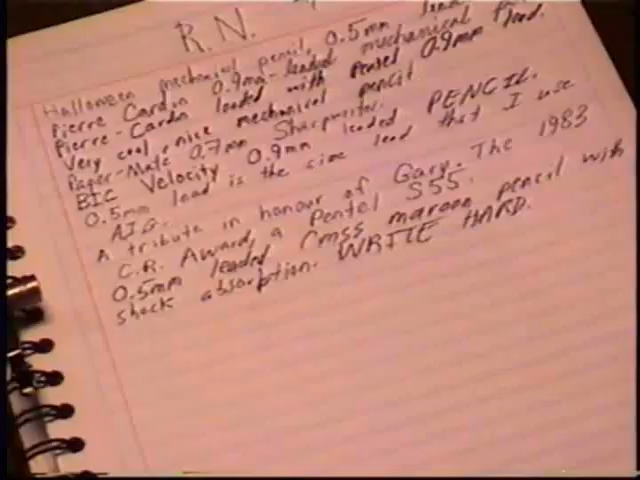 R.N.
Halloween mechanical pencil, 0.5mm lead
Pierre Cardin 0.9mm-leaded mechanical
Pierre-Cardin loaded with Pentel 0.9mm lead.
Very cool & nice mechanical pencil
Paper-Mate 0.7mm Sharpwriter.
BIC Velocity 0.9mm leaded PENCIL.
0.5mm lead is the size lead that I use
A.I.G.
A tribute in honour of Gary. The 1983
C.R. Award, a Pentel S55.
0.5mm leaded Cross maroon pencil with
shock absorption. WRITE HARD.